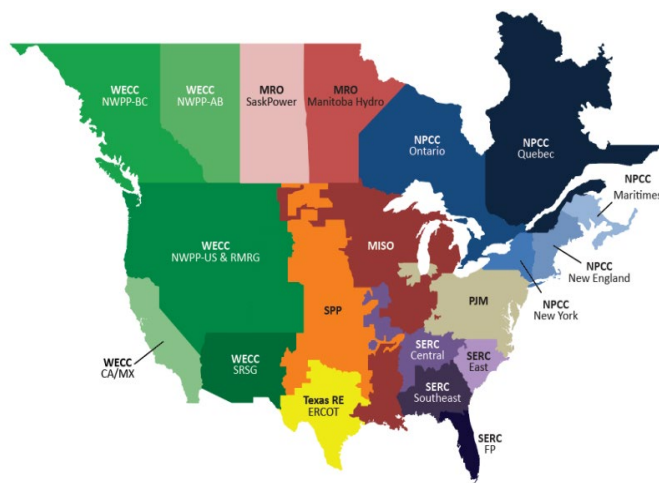 WECC
NWPP-BC
WECC
NWPP-AB
MRO
SaskPower
MRO
Manitoba Hydro
NPCC
Ontario
NPCC
Quebec
NPCC
Maritimes
WECC
NWPP-US & RMRG
MISO
NPCC
New England
SPP
PJM
NPCC
New York
WECC
CA/MX
WECC
SRSG
SERC
Central
SERC
East
Texas RE
ERCOT
SERC
Southeast
SERC
FP